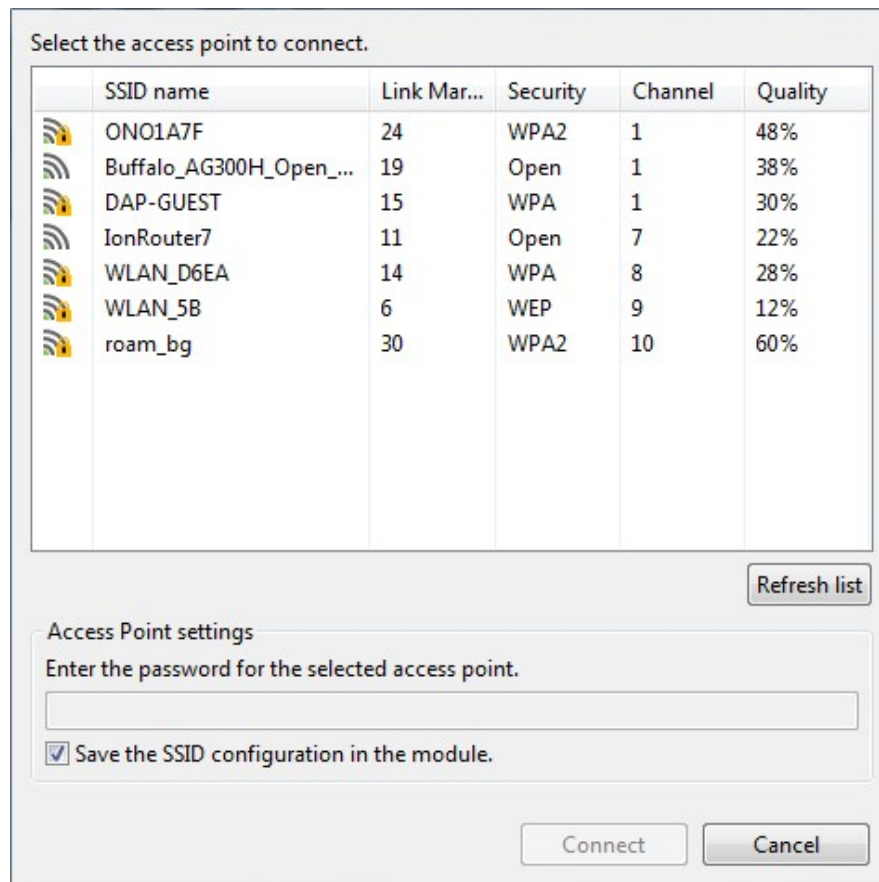 Select the access point to connect.
SSID name Link Mar... Security Channel Quality
ONO1A7F 24 WPA2 1 48%
Buffalo_AG300H_Open_... 19 Open 1 38%
DAP-GUEST 15 WPA 1 30%
IonRouter7 11 Open 7 22%
WLAN_D6EA 14 WPA 8 28%
WLAN_5B 6 WEP 9 12%
roam_bg 30 WPA2 10 60%
Refresh list
Access Point settings
Enter the password for the selected access point.
Save the SSID configuration in the module.
Connect Cancel